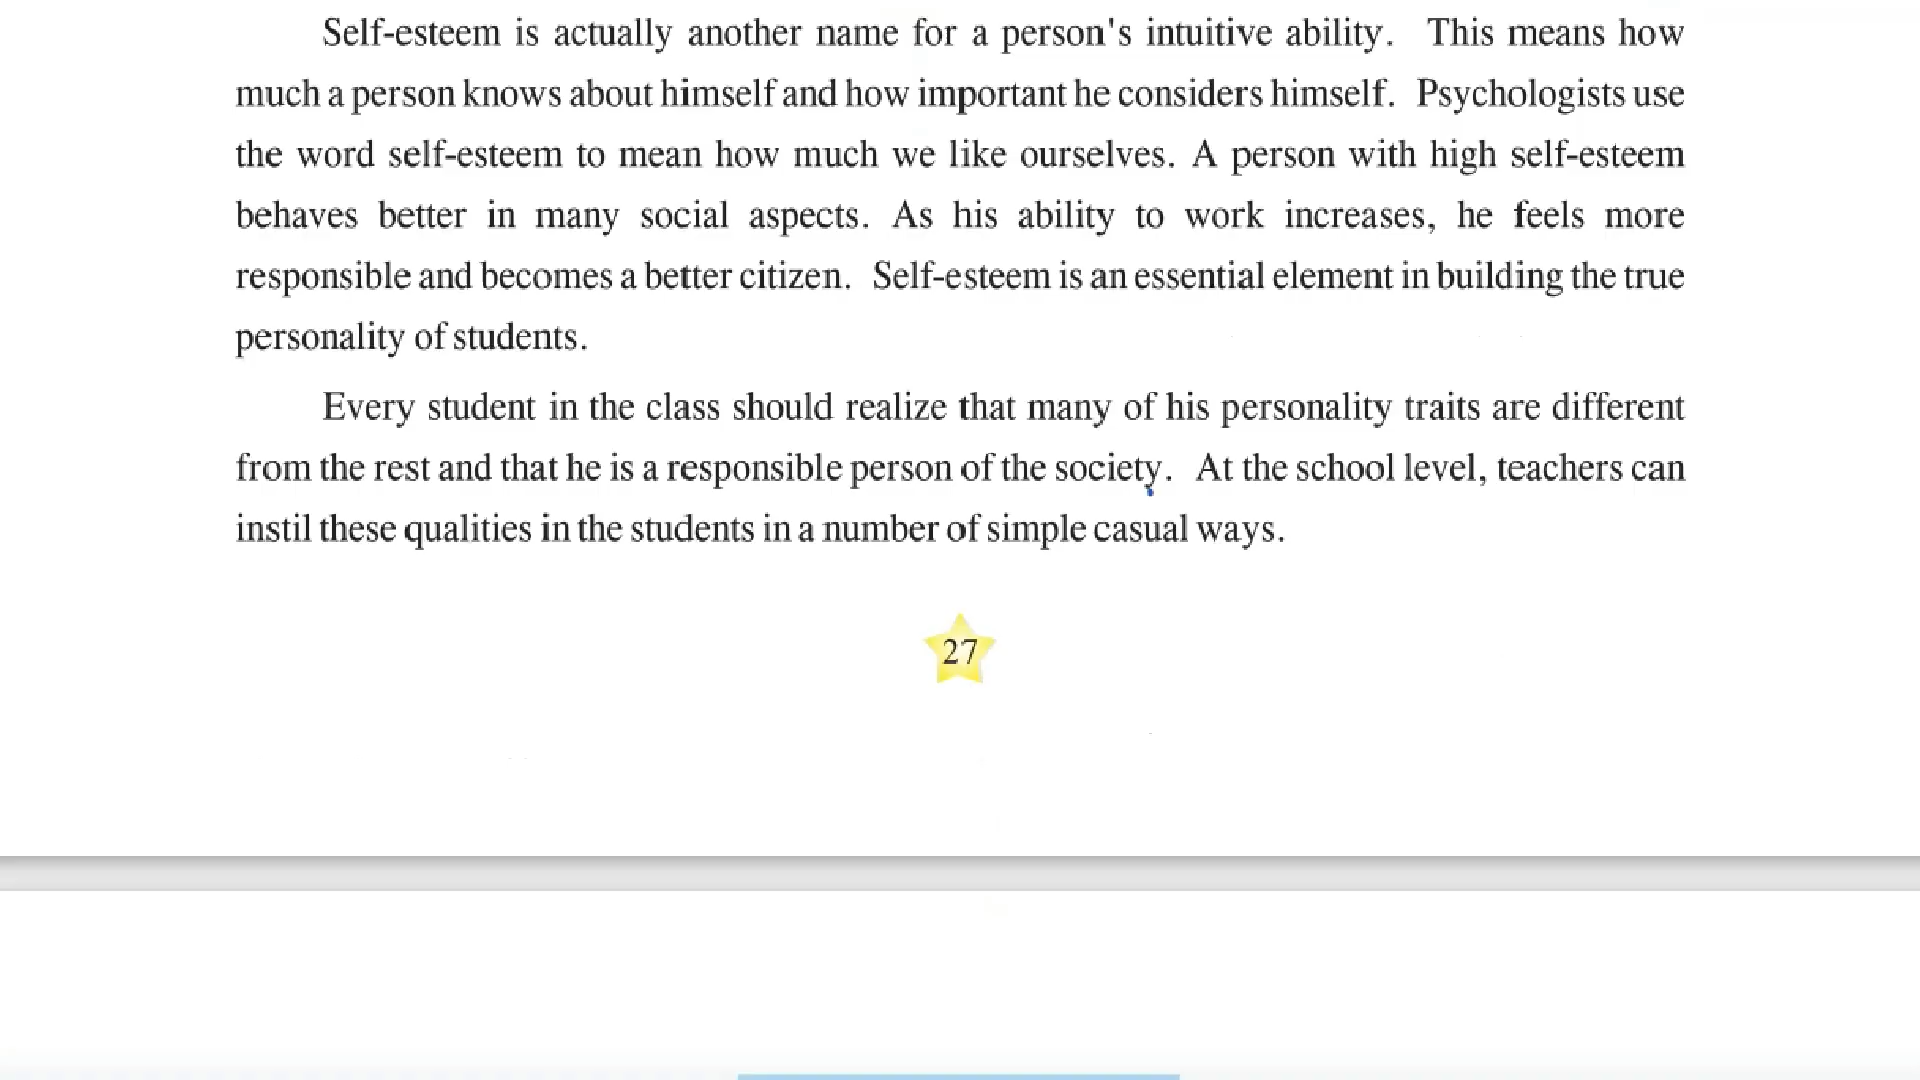 Self-esteem is actually another name for a person's intuitive ability. This means how
much a person knows about himself and how important he considers himself. Psychologists use
the word self-esteem to mean how much we like ourselves. A person with high self-esteem
behaves better in many social aspects. As his ability to work increases, he feels more
responsible and becomes a better citizen. Self-esteem is an essential element in building the true
personality of students.
Every student in the class should realize that many of his personality traits are different
from the rest and that he is a responsible person of the society. At the school level, teachers can
instil these qualities in the students in a number of simple casual ways.
27